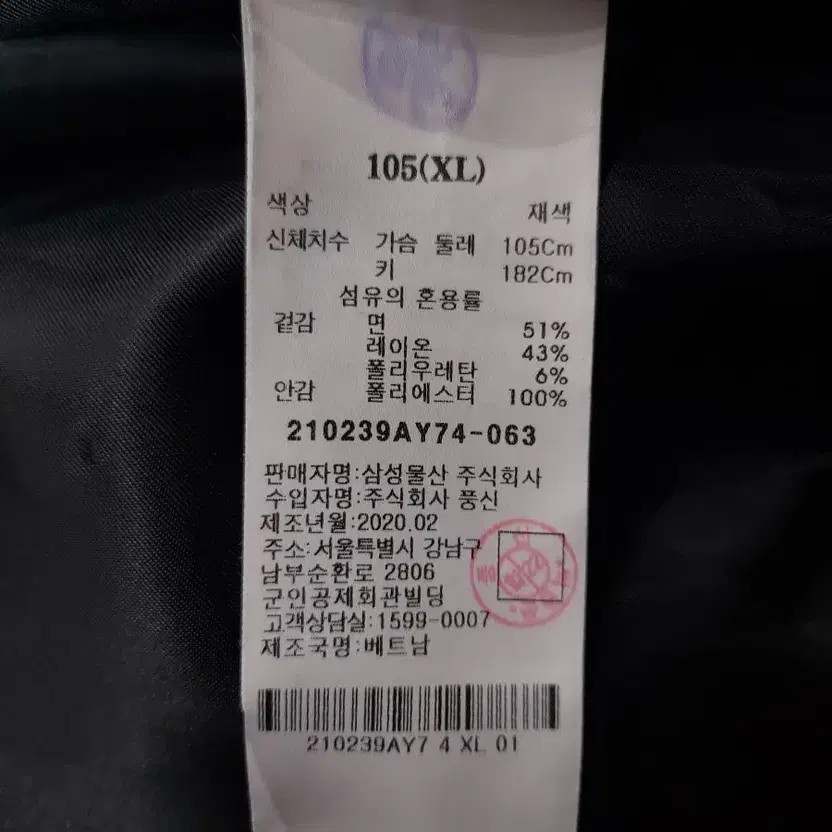 105(XL)
색상 재색
신체치수 가슴 둘레 105Cm
키 182Cm
섬유의 혼용률
겉감 면 51%
레이온 43%
폴리우레탄 6%
안감 폴리에스터 100%
210239AY74-063
판매자명:삼성물산 주식회사
수입자명:주식회사 풍신
제조년월:2020.02
주소:서울특별시 강남구
남부순환로 2806
군인공제회관빌딩
고객상담실:1599-0007
제조국명:베트남
210239AY7 4 XL 01